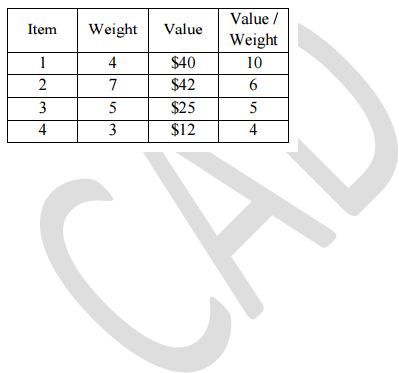 Item Weight Value Value /
Weight
1 4 $40 10
2 7 $42 6
3 5 $25 5
4 3 $12 4
CAD